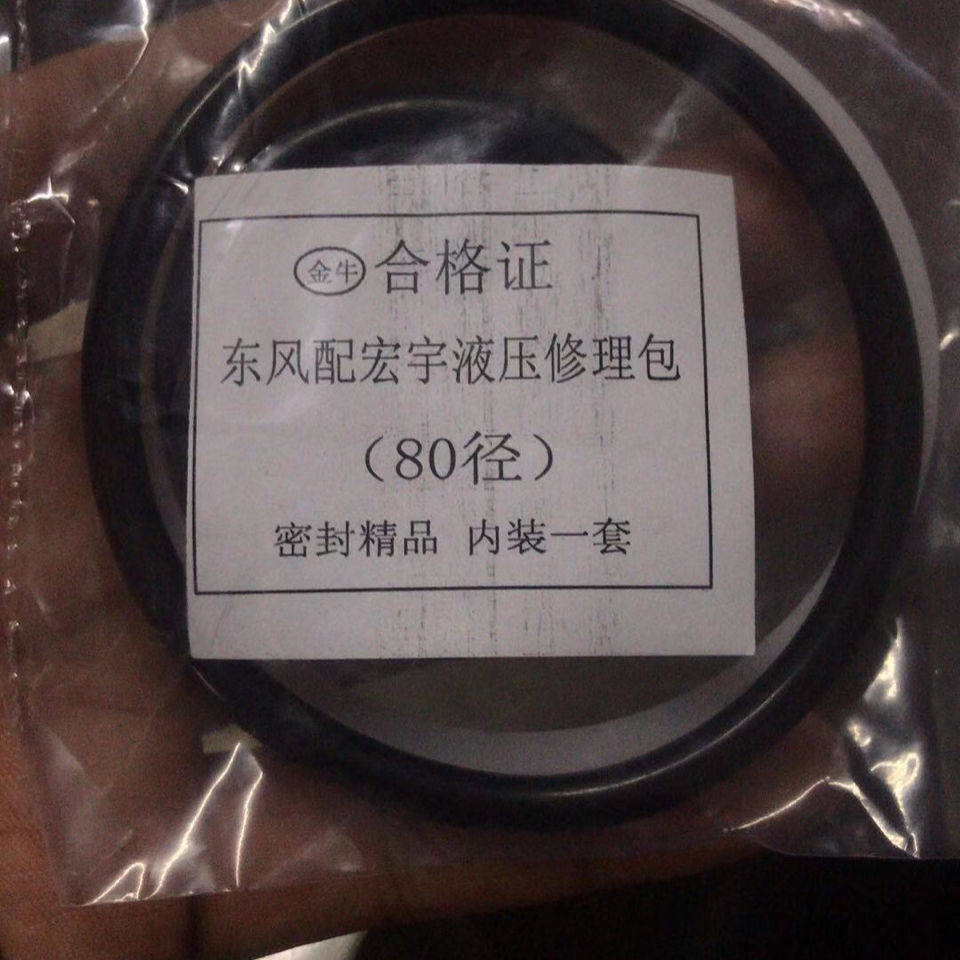 金牛 合格证
东风配宏宇液压修理包
（80径）
密封精品 内装一套